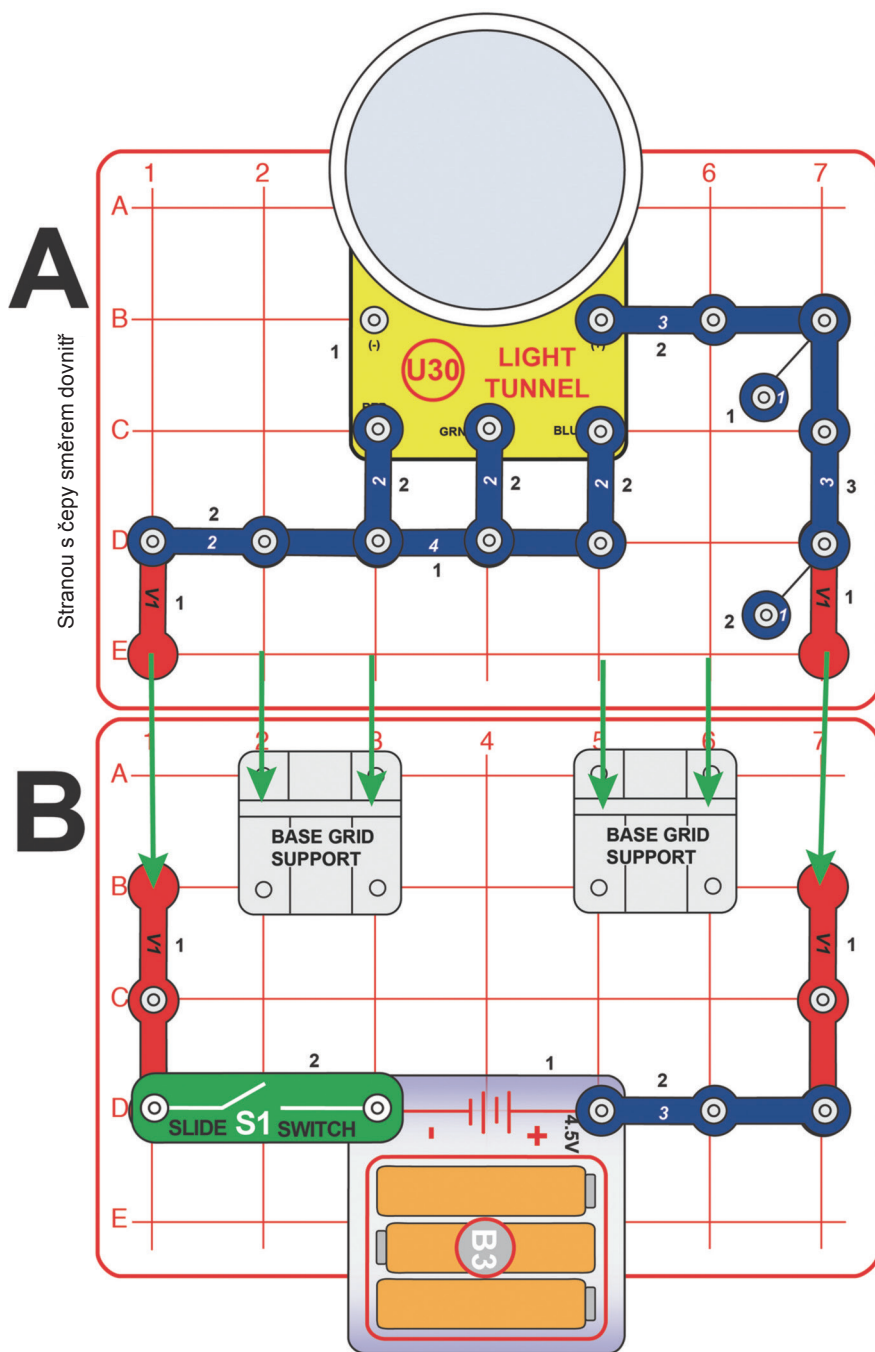 1 2 6 7
A
A
Stranou s čepy směrem dovnitř
B
3
1
(-)
2
U30
LIGHT
TUNNEL
1
1
C
GRN
BLU
2
2
2
2
2
2
3
3
2
D
2
4
1
V1
1
1
2
V1
1
E
1 2 3 4 5 6 7
A
B
BASE GRID
SUPPORT
BASE GRID
SUPPORT
B
V1
1
V1
1
C
2
1
2
D
3
SLIDE S1 SWITCH
-
+
4.5V
E
B3